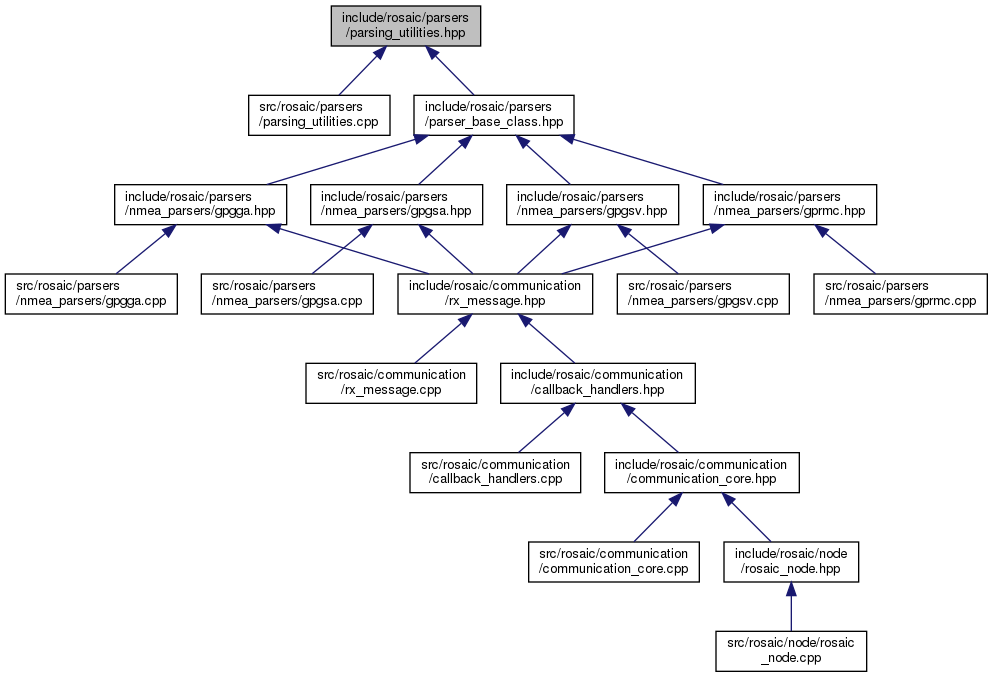 include/rosaic/parsers
/parsing_utilities.hpp
src/rosaic/parsers
/parsing_utilities.cpp
include/rosaic/parsers
/parser_base_class.hpp
include/rosaic/parsers
/nmea_parsers/gpgga.hpp
include/rosaic/parsers
/nmea_parsers/gpgsa.hpp
include/rosaic/parsers
/nmea_parsers/gpgsv.hpp
include/rosaic/parsers
/nmea_parsers/gprmc.hpp
src/rosaic/parsers
/nmea_parsers/gpgga.cpp
src/rosaic/parsers
/nmea_parsers/gpgsa.cpp
include/rosaic/communication
/rx_message.hpp
src/rosaic/parsers
/nmea_parsers/gpgsv.cpp
src/rosaic/parsers
/nmea_parsers/gprmc.cpp
src/rosaic/communication
/rx_message.cpp
include/rosaic/communication
/callback_handlers.hpp
src/rosaic/communication
/callback_handlers.cpp
include/rosaic/communication
/communication_core.hpp
src/rosaic/communication
/communication_core.cpp
include/rosaic/node
/rosaic_node.hpp
src/rosaic/node/rosaic
_node.cpp